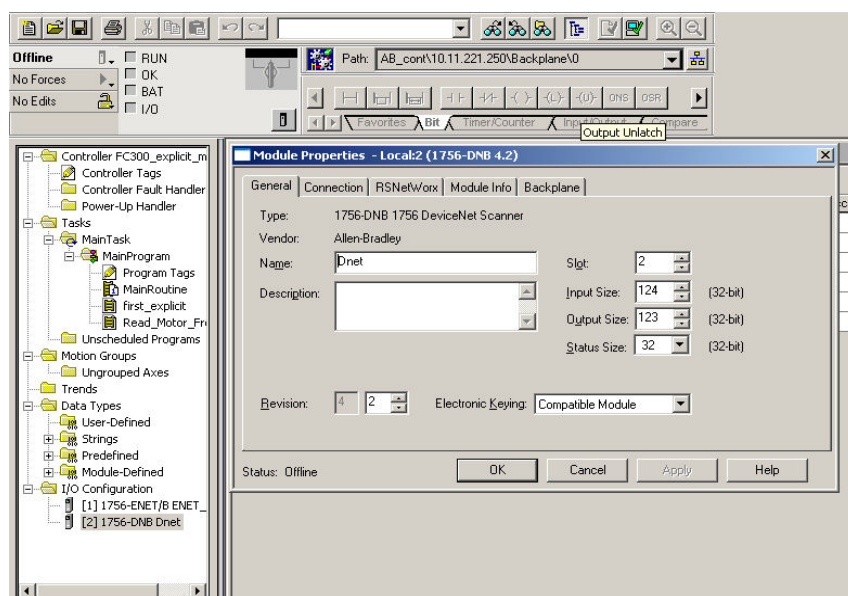 Offline
RUN
Path: AB_cont\10.11.221.250\Backplane\0
No Forces
OK
BAT
No Edits
I/O
ONS OSR
Favorites Bit Timer/Counter Input/Output Compare
Output Unlatch
Controller FC300_explicit_m
Controller Tags
Controller Fault Handler
Power-Up Handler
Tasks
MainTask
MainProgram
Program Tags
MainRoutine
first_explicit
Read_Motor_Fr
Unscheduled Programs
Motion Groups
Ungrouped Axes
Trends
Data Types
User-Defined
Strings
Predefined
Module-Defined
I/O Configuration
[1] 1756-ENET/B ENET_
[2] 1756-DNB Dnet
Module Properties - Local:2 (1756-DNB 4.2)
General Connection RSNetWorx Module Info Backplane
Type: 1756-DNB 1756 DeviceNet Scanner
Vendor: Allen-Bradley
Name: Dnet
Slot: 2
Description:
Input Size: 124 (32-bit)
Output Size: 123 (32-bit)
Status Size: 32 (32-bit)
Revision: 4 2 Electronic Keying: Compatible Module
Status: Offline OK Cancel Apply Help